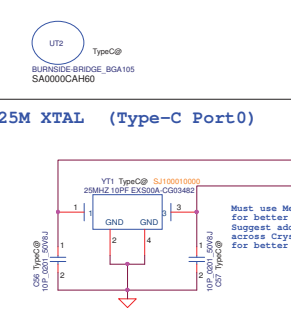 UT2
TypeC@
BURNSIDE-BRIDGE_BGA105
SA0000CAH60
25M XTAL (Type-C Port0)
YT1 TypeC@ SJ100010000
25MHZ 10PF EXS00A-CG03482
1 1 3 3
GND GND
2 4
Must use Me
for better
Suggest add
across Crys
for better
1 1
2 2
C56 TypeC@
10P_0201_50V8J
10P_0201_50V8J
C57 TypeC@